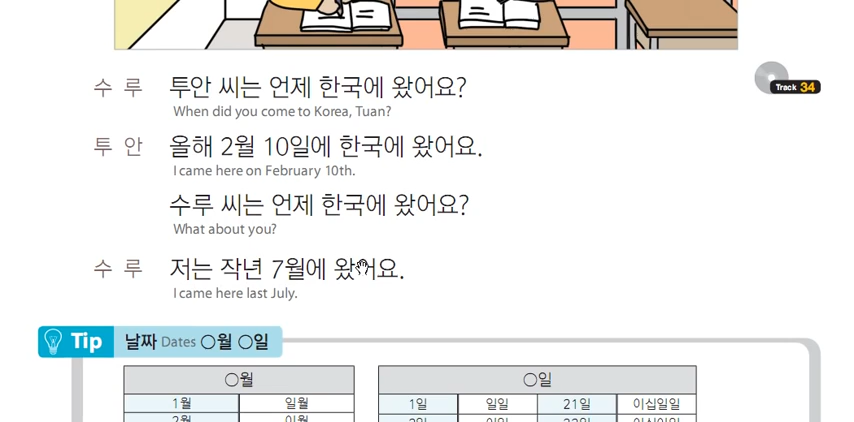 수 루 투안 씨는 언제 한국에 왔어요?
When did you come to Korea, Tuan?
Track 34
투 안 올해 2월 10일에 한국에 왔어요.
I came here on February 10th.
수루 씨는 언제 한국에 왔어요?
What about you?
수 루 저는 작년 7월에 왔어요.
I came here last July.
Tip 날짜 Dates ○월 ○일
○월 ○일
1월 일월 1일 일일 21일 이십일일
2월 이월